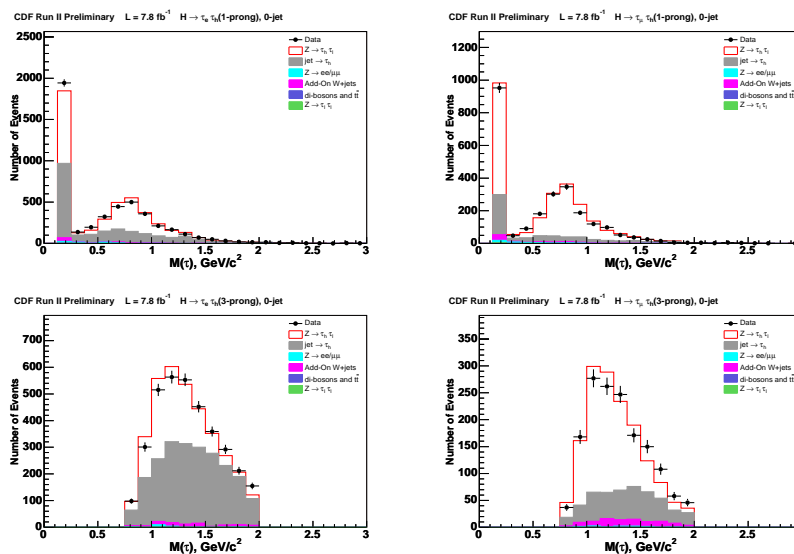 CDF Run II Preliminary L = 7.8 fb⁻¹ H → τe τh(1-prong), 0-jet
Number of Events
2500
2000
1500
1000
500
0
Data
Z → τh τl
jet → τh
Z → ee/μμ
Add-On W+jets
di-bosons and tt̄
Z → τl τl
0 0.5 1 1.5 2 2.5 3
M(τ), GeV/c²
CDF Run II Preliminary L = 7.8 fb⁻¹ H → τμ τh(1-prong), 0-jet
Number of Events
1200
1000
800
600
400
200
0
Data
Z → τh τl
jet → τh
Z → ee/μμ
Add-On W+jets
di-bosons and tt̄
Z → τl τl
0 0.5 1 1.5 2 2.5
M(τ), GeV/c²
CDF Run II Preliminary L = 7.8 fb⁻¹ H → τe τh(3-prong), 0-jet
Number of Events
700
600
500
400
300
200
100
0
Data
Z → τh τl
jet → τh
Z → ee/μμ
Add-On W+jets
di-bosons and tt̄
Z → τl τl
0 0.5 1 1.5 2 2.5 3
M(τ), GeV/c²
CDF Run II Preliminary L = 7.8 fb⁻¹ H → τμ τh(3-prong), 0-jet
Number of Events
350
300
250
200
150
100
50
0
Data
Z → τh τl
jet → τh
Z → ee/μμ
Add-On W+jets
di-bosons and tt̄
Z → τl τl
0 0.5 1 1.5 2 2.5
M(τ), GeV/c²